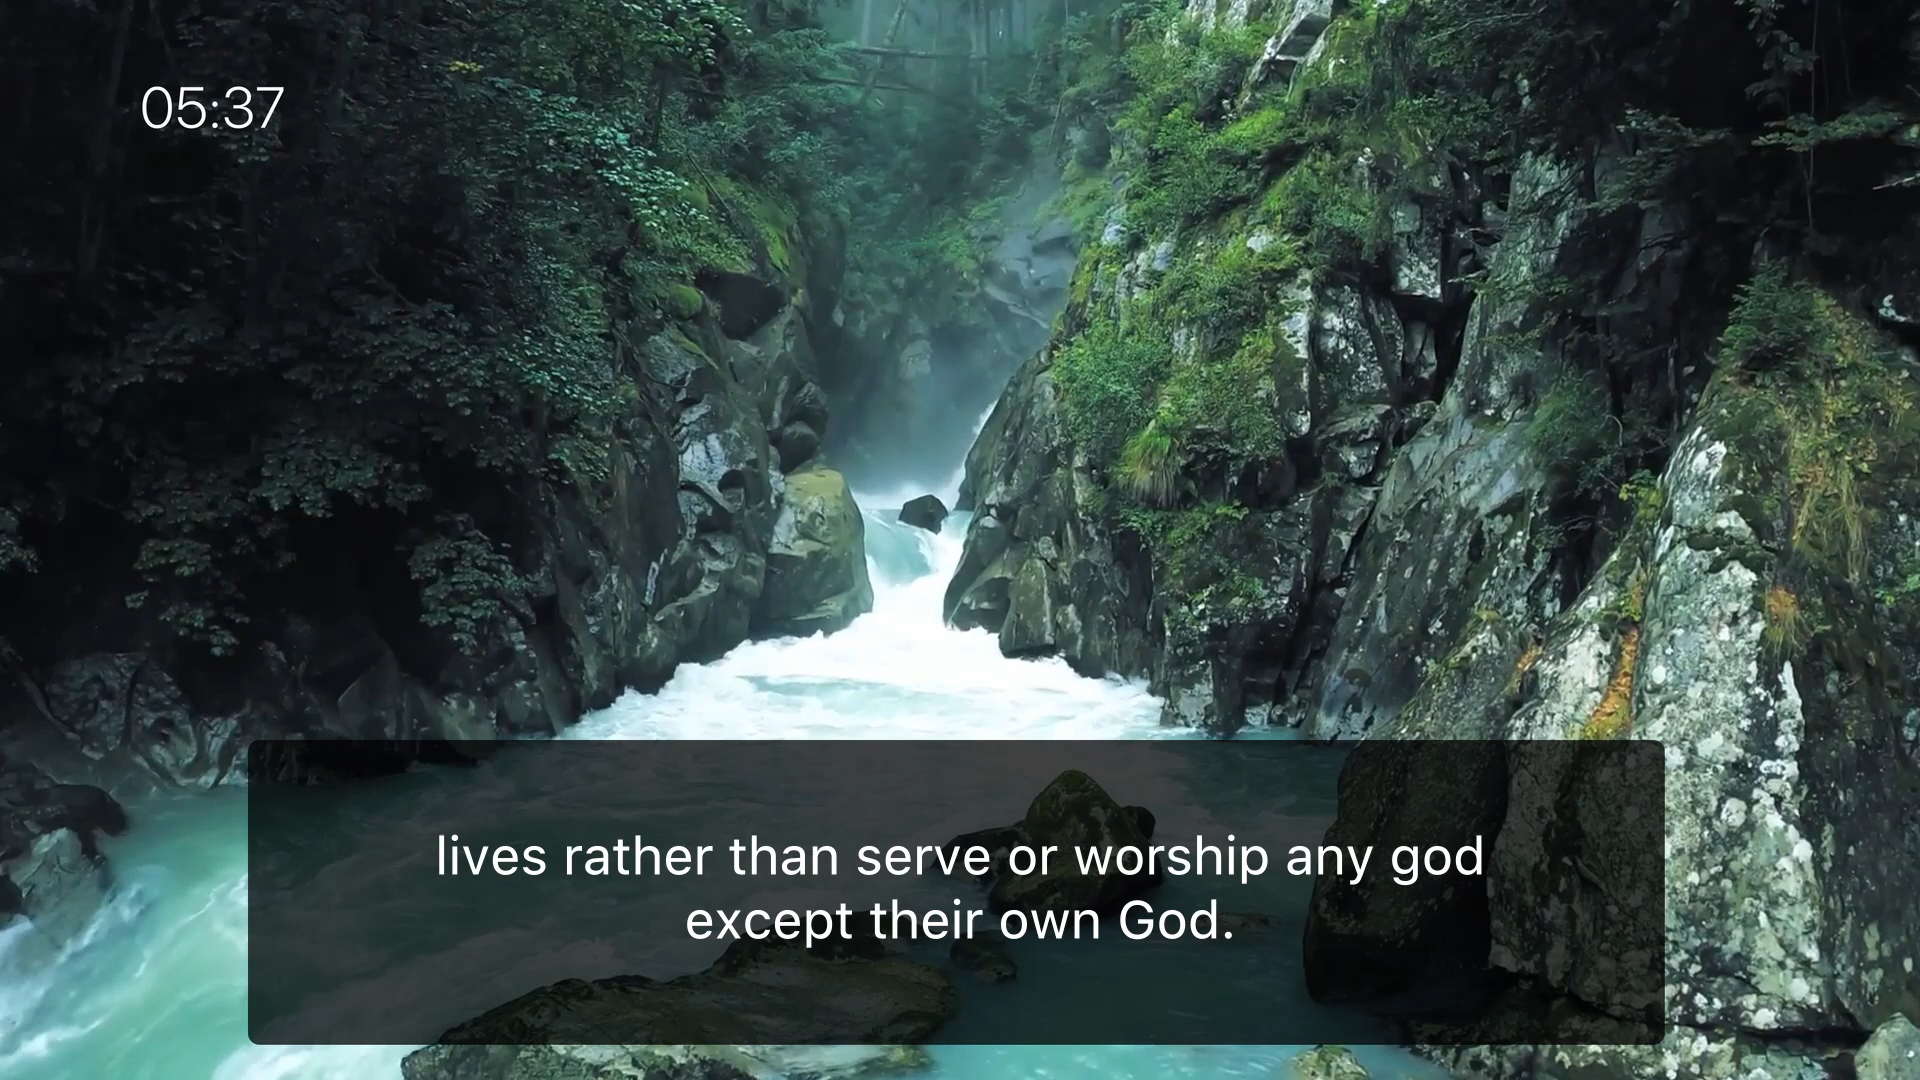 05:37
lives rather than serve or worship any god
except their own God.